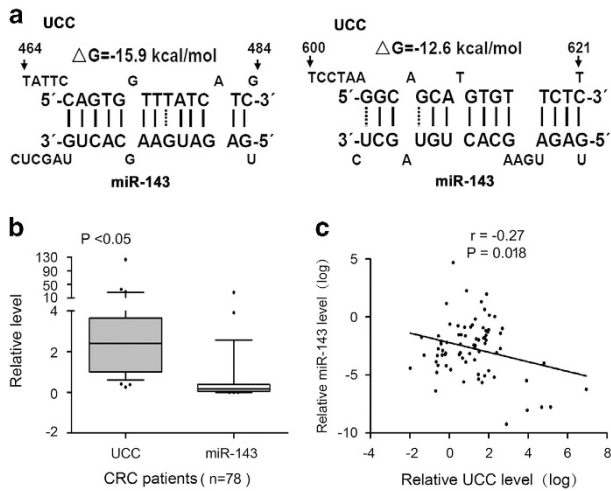 a
UCC
464 △G=-15.9 kcal/mol 484
TATTC G A G
5´-CAGTG TTTATC TC-3´
3´-GUCAC AAGUAG AG-5´
CUCGAU G U
miR-143
UCC
600 △G=-12.6 kcal/mol 621
TCCTAA A T T
5´-GGC GCA GTGT TCTC-3´
3´-UCG UGU CACG AGAG-5´
C A AAGU U
miR-143
b
P <0.05
Relative level
130
90
50
10
4
2
0
-2
UCC miR-143
CRC patients ( n=78 )
c
r = -0.27
P = 0.018
Relative miR-143 level (log)
5
0
-5
-10
-2 0 2 4 6 8
Relative UCC level (log)